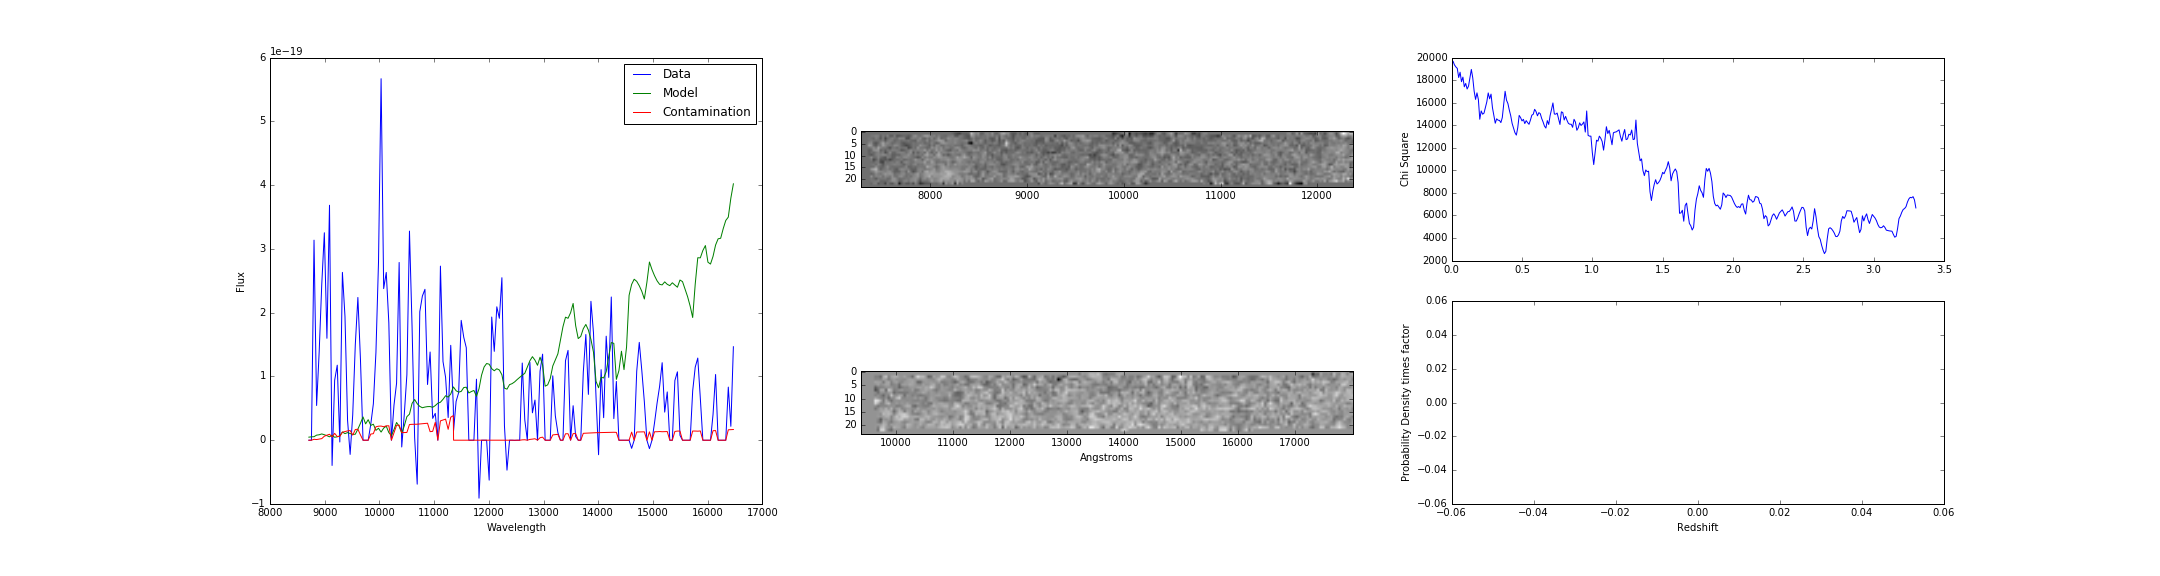 1e−19
6
5
4
3
2
1
0
−1
Flux
8000 9000 10000 11000 12000 13000 14000 15000 16000 17000
Wavelength
Data
Model
Contamination
0
5
10
15
20
8000 9000 10000 11000 12000
0
5
10
15
20
10000 11000 12000 13000 14000 15000 16000 17000
Angstroms
20000
18000
16000
14000
12000
10000
8000
6000
4000
2000
Chi Square
0.0 0.5 1.0 1.5 2.0 2.5 3.0 3.5
0.06
0.04
0.02
0.00
−0.02
−0.04
−0.06
Probability Density times factor
−0.06 −0.04 −0.02 0.00 0.02 0.04 0.06
Redshift